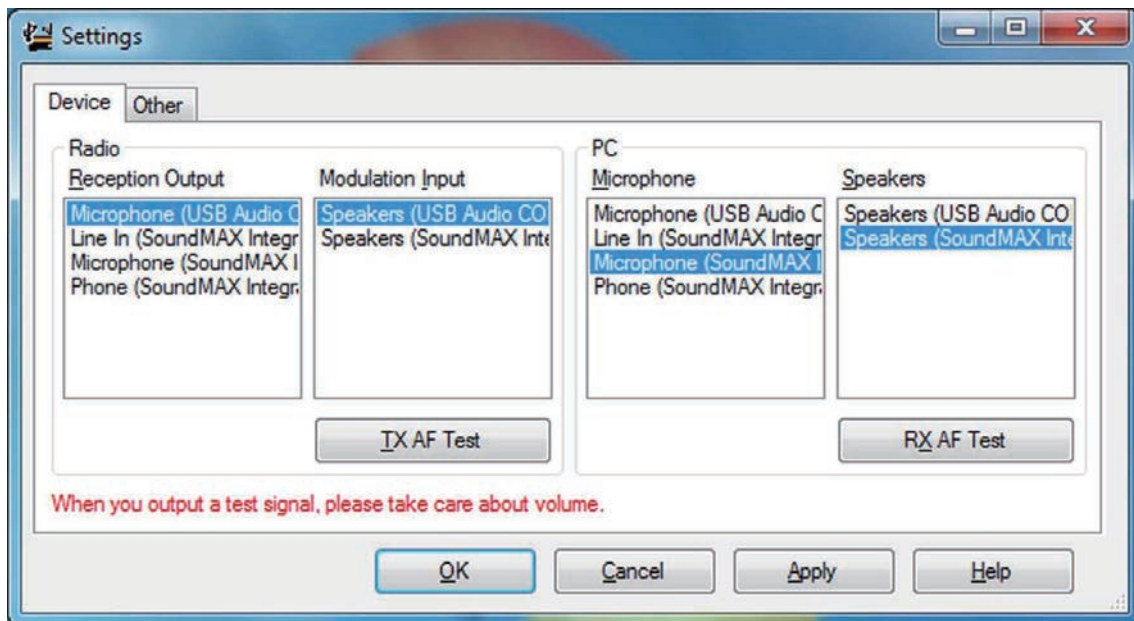 Settings
Device
Other
Radio
Reception Output
Microphone (USB Audio C
Line In (SoundMAX Integr
Microphone (SoundMAX I
Phone (SoundMAX Integra
Modulation Input
Speakers (USB Audio CO
Speakers (SoundMAX Inte
TX AF Test
PC
Microphone
Microphone (USB Audio C
Line In (SoundMAX Integr
Microphone (SoundMAX I
Phone (SoundMAX Integra
Speakers
Speakers (USB Audio CO
Speakers (SoundMAX Inte
RX AF Test
When you output a test signal, please take care about volume.
OK
Cancel
Apply
Help